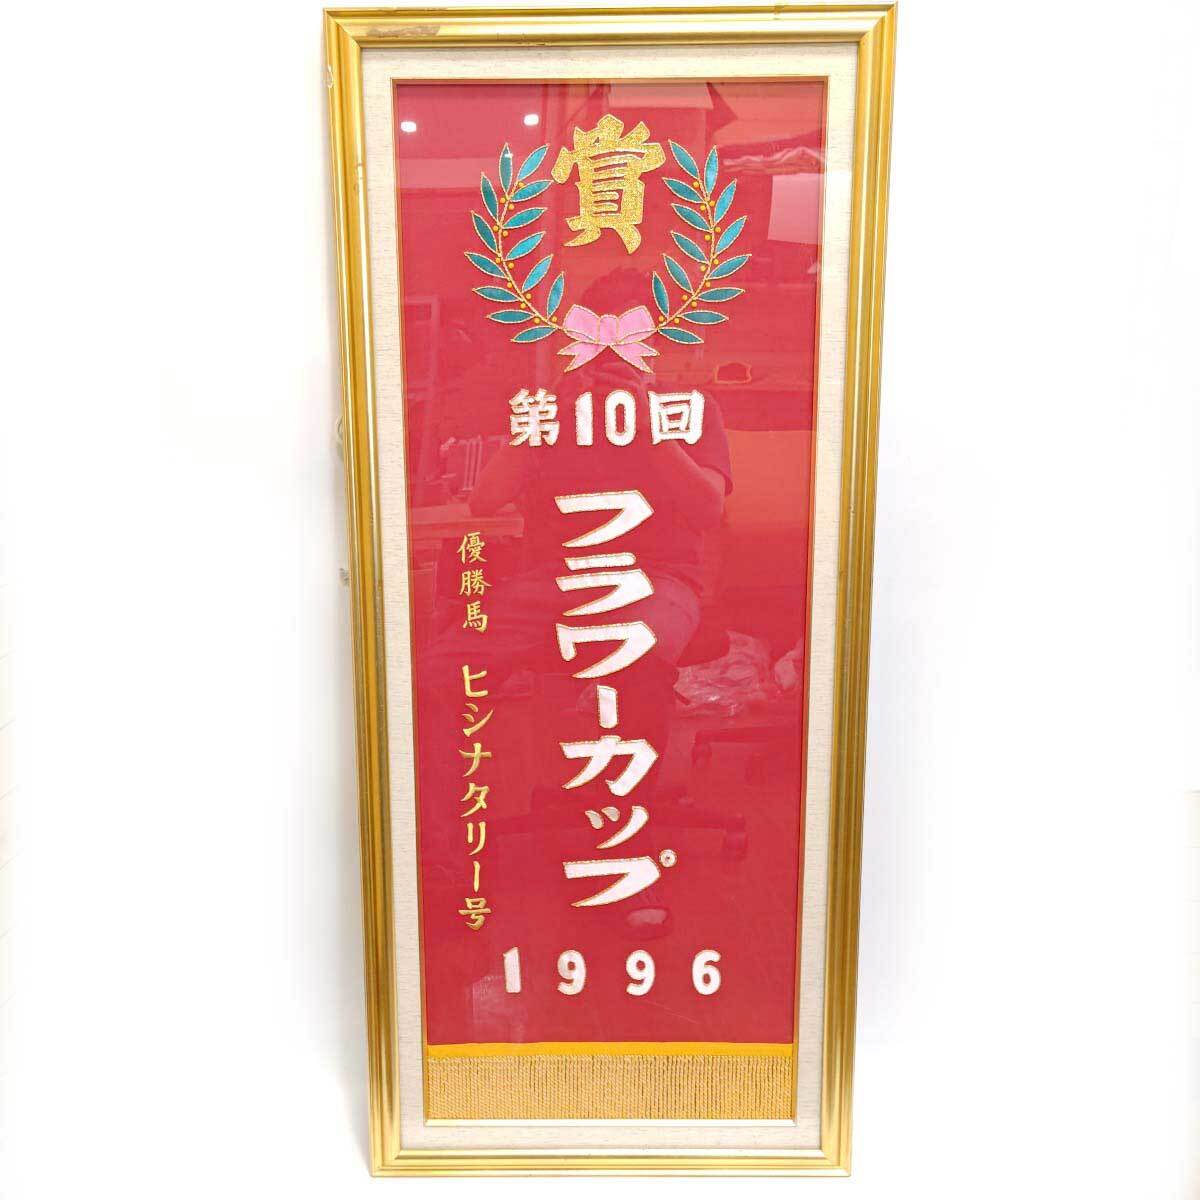 賞
第10回
フラワーカップ
優勝馬 ヒシナタリー号
1996